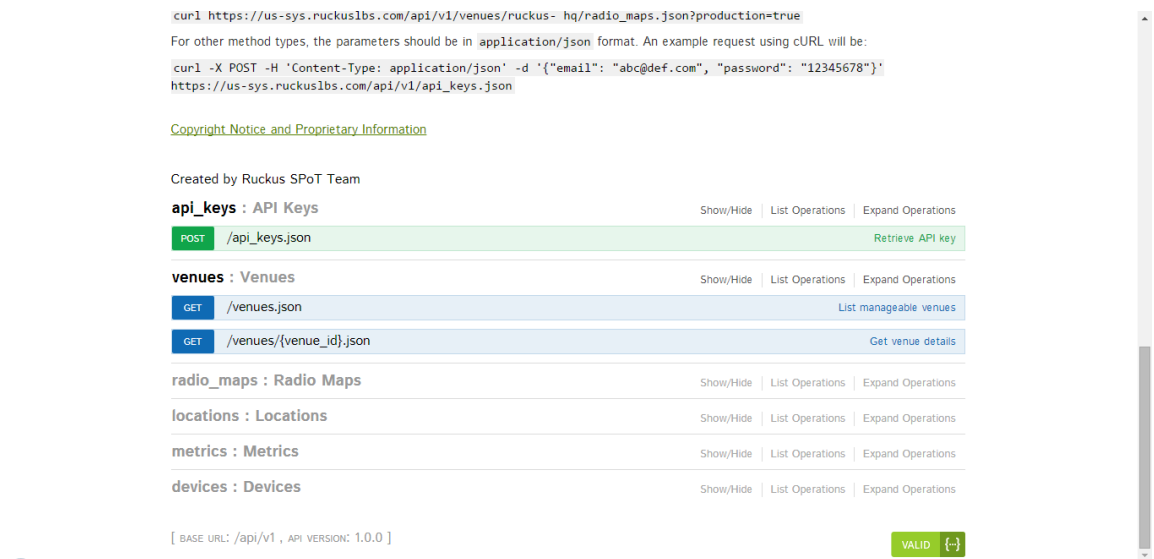 curl https://us-sys.ruckuslbs.com/api/v1/venues/ruckus- hq/radio_maps.json?production=true
For other method types, the parameters should be in application/json format. An example request using cURL will be:
curl -X POST -H 'Content-Type: application/json' -d '{"email": "abc@def.com", "password": "12345678"}'
https://us-sys.ruckuslbs.com/api/v1/api_keys.json
Copyright Notice and Proprietary Information
Created by Ruckus SPoT Team
api_keys : API Keys Show/Hide List Operations Expand Operations
POST /api_keys.json Retrieve API key
venues : Venues Show/Hide List Operations Expand Operations
GET /venues.json List manageable venues
GET /venues/{venue_id}.json Get venue details
radio_maps : Radio Maps Show/Hide List Operations Expand Operations
locations : Locations Show/Hide List Operations Expand Operations
metrics : Metrics Show/Hide List Operations Expand Operations
devices : Devices Show/Hide List Operations Expand Operations
[ BASE URL: /api/v1 , API VERSION: 1.0.0 ]
VALID {...}